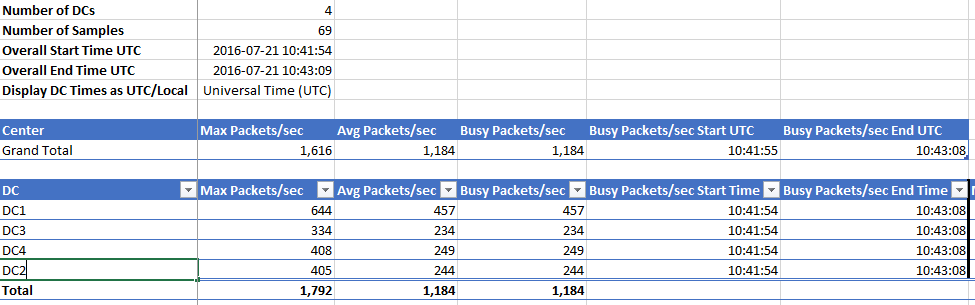 Number of DCs 4
Number of Samples 69
Overall Start Time UTC 2016-07-21 10:41:54
Overall End Time UTC 2016-07-21 10:43:09
Display DC Times as UTC/Local Universal Time (UTC)
Center Max Packets/sec Avg Packets/sec Busy Packets/sec Busy Packets/sec Start UTC Busy Packets/sec End UTC
Grand Total 1,616 1,184 1,184 10:41:55 10:43:08
DC Max Packets/sec Avg Packets/sec Busy Packets/sec Busy Packets/sec Start Time Busy Packets/sec End Time
DC1 644 457 457 10:41:54 10:43:08
DC3 334 234 234 10:41:54 10:43:08
DC4 408 249 249 10:41:54 10:43:08
DC2 405 244 244 10:41:54 10:43:08
Total 1,792 1,184 1,184